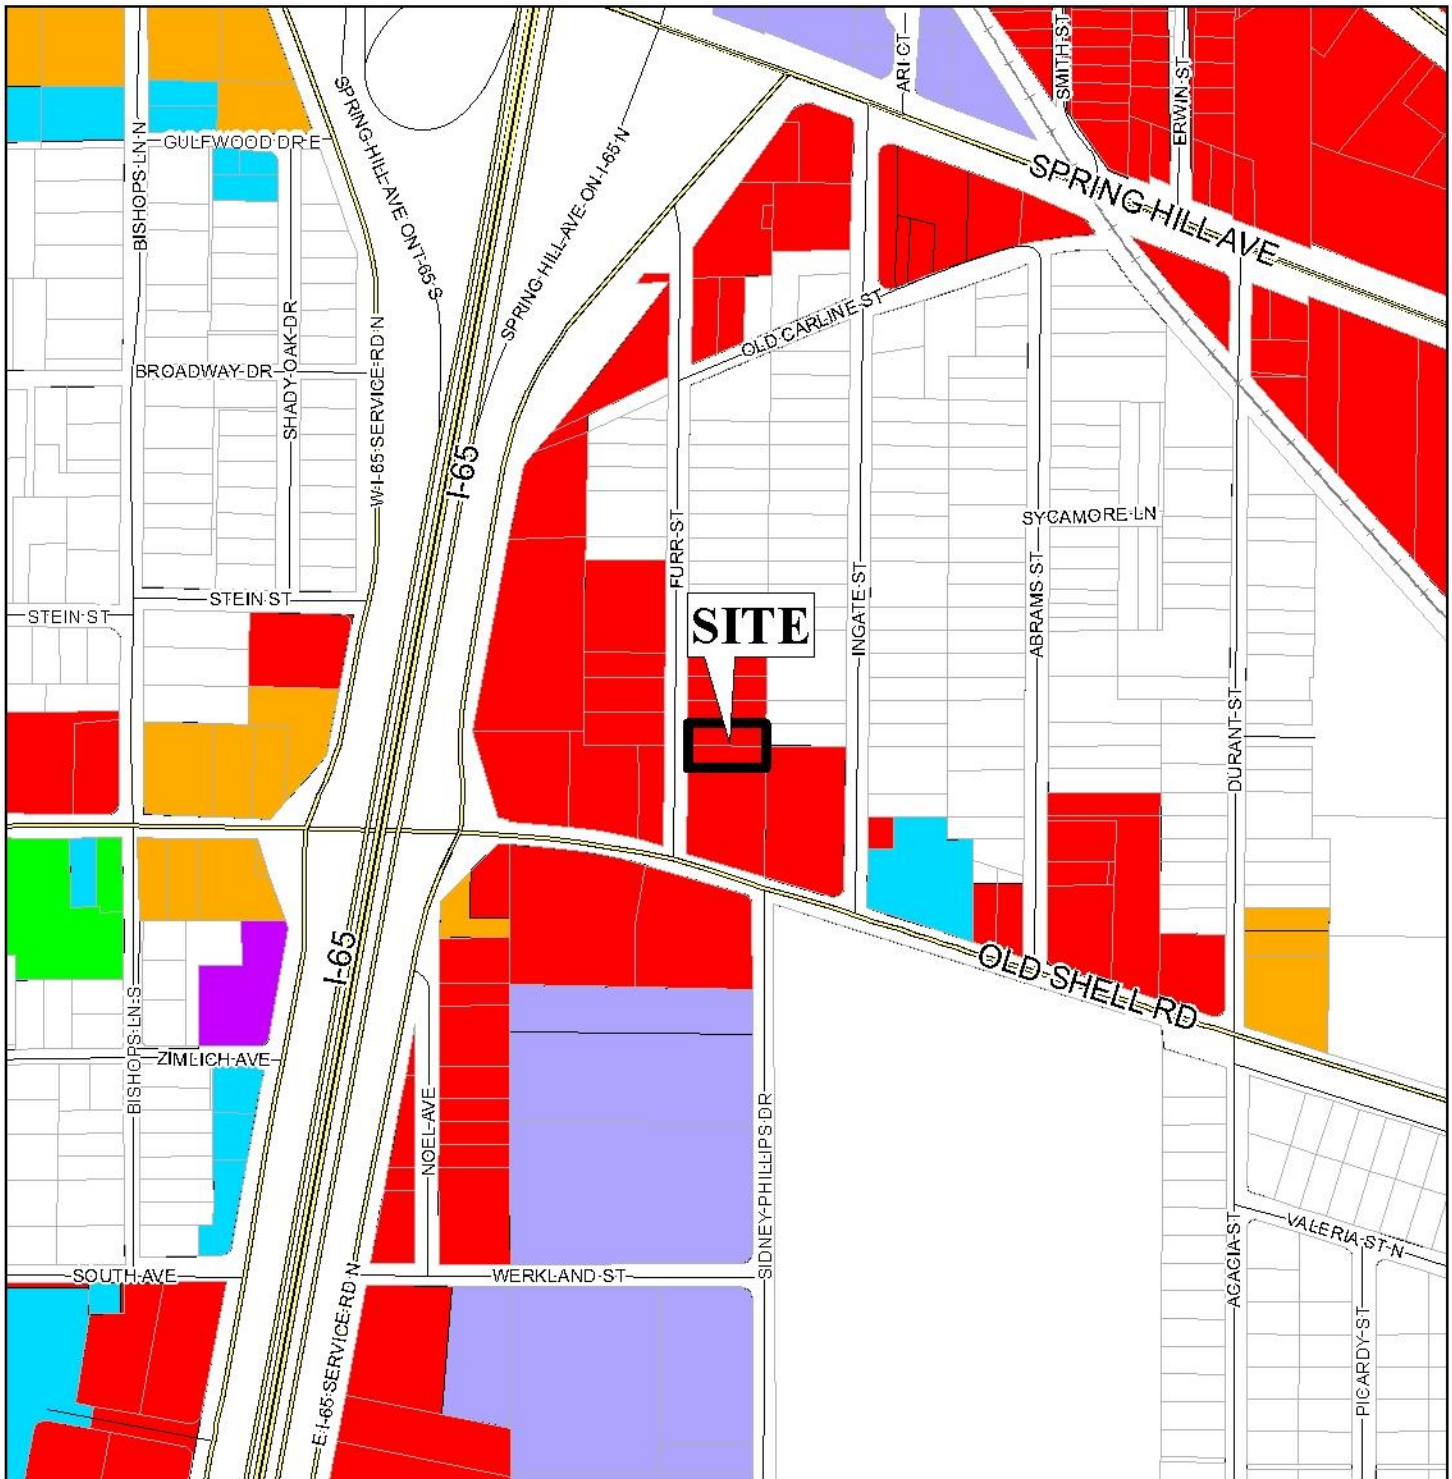 ARI CT
SMITH ST
ERWIN ST
SPRING HILL AVE ONT I-65 S
SPRING HILL AVE ON I-65 N
GULFWOOD DR E
BISHOPS LN N
SPRING HILL AVE
OLD CARLINE ST
SHADY OAK DR
W I-65 SERVICE RD N
BROADWAY DR
I-65
FURR ST
SYCAMORE LN
INGATE ST
ABRAMS ST
STEIN ST
STEIN ST
SITE
DURANT ST
I-65
OLD SHELL RD
BISHOPS LN S
ZIMLICH AVE
NOEL AVE
SIDNEY PHILLIPS DR
ACACIA ST
VALERIA ST N
SOUTH AVE
WERKLAND ST
E I-65 SERVICE RD N
PICARDY ST